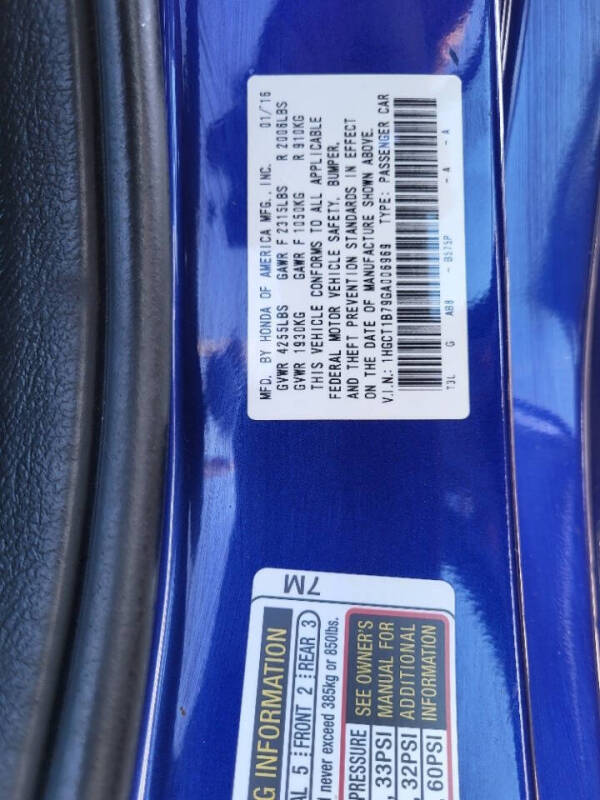 MFD. BY HONDA OF AMERICA MFG., INC. 01/16
GVWR 4255LBS GAWR F 2315LBS R 2006LBS
GVWR 1930KG GAWR F 1050KG R 910KG
THIS VEHICLE CONFORMS TO ALL APPLICABLE
FEDERAL MOTOR VEHICLE SAFETY, BUMPER,
AND THEFT PREVENTION STANDARDS IN EFFECT
ON THE DATE OF MANUFACTURE SHOWN ABOVE.
V.I.N.: 1HGCT1B79GA006969 TYPE: PASSENGER CAR
T3L G AB8 - B575P - A - A
7M
G INFORMATION
AL 5 FRONT 2 REAR 3
d never exceed 385kg or 850lbs.
PRESSURE SEE OWNER'S
, 33PSI MANUAL FOR
, 32PSI ADDITIONAL
, 60PSI INFORMATION